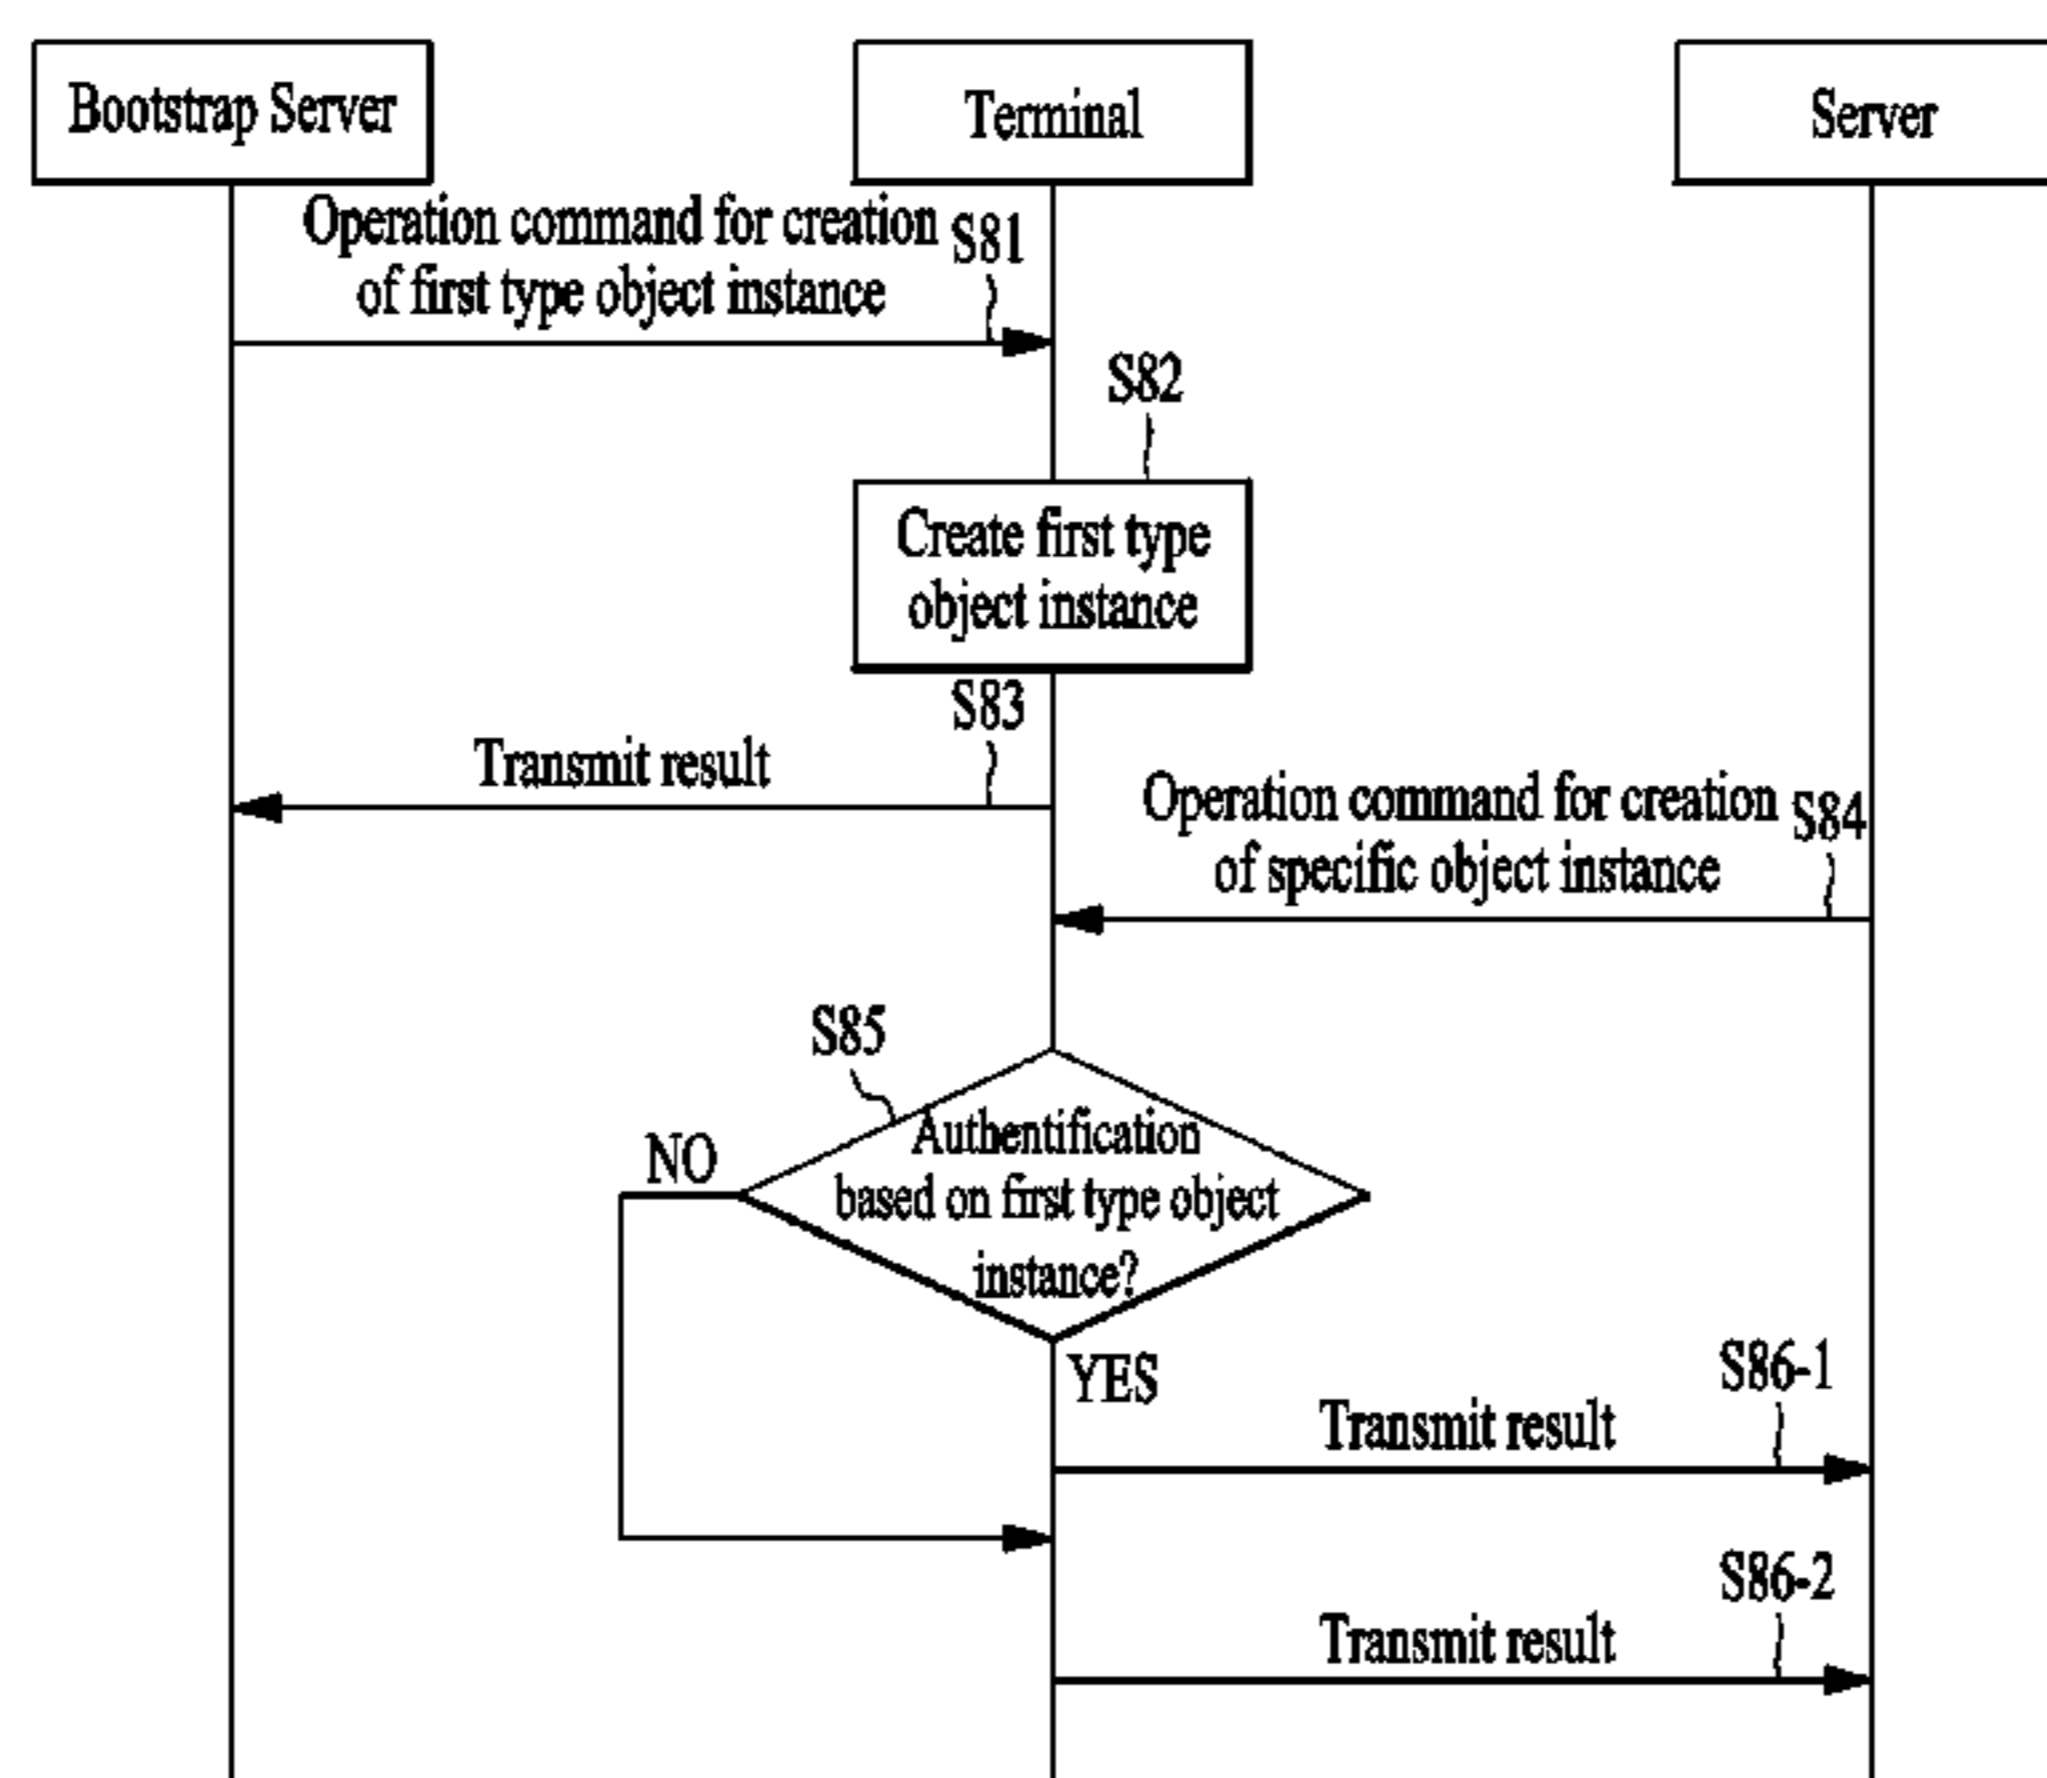 Bootstrap Server
Terminal
Server
Operation command for creation
of first type object instance
S81
S82
Create first type
object instance
S83
Transmit result
Operation command for creation
of specific object instance
S84
S85
Authentification
based on first type object
instance?
NO
YES
S86-1
Transmit result
S86-2
Transmit result